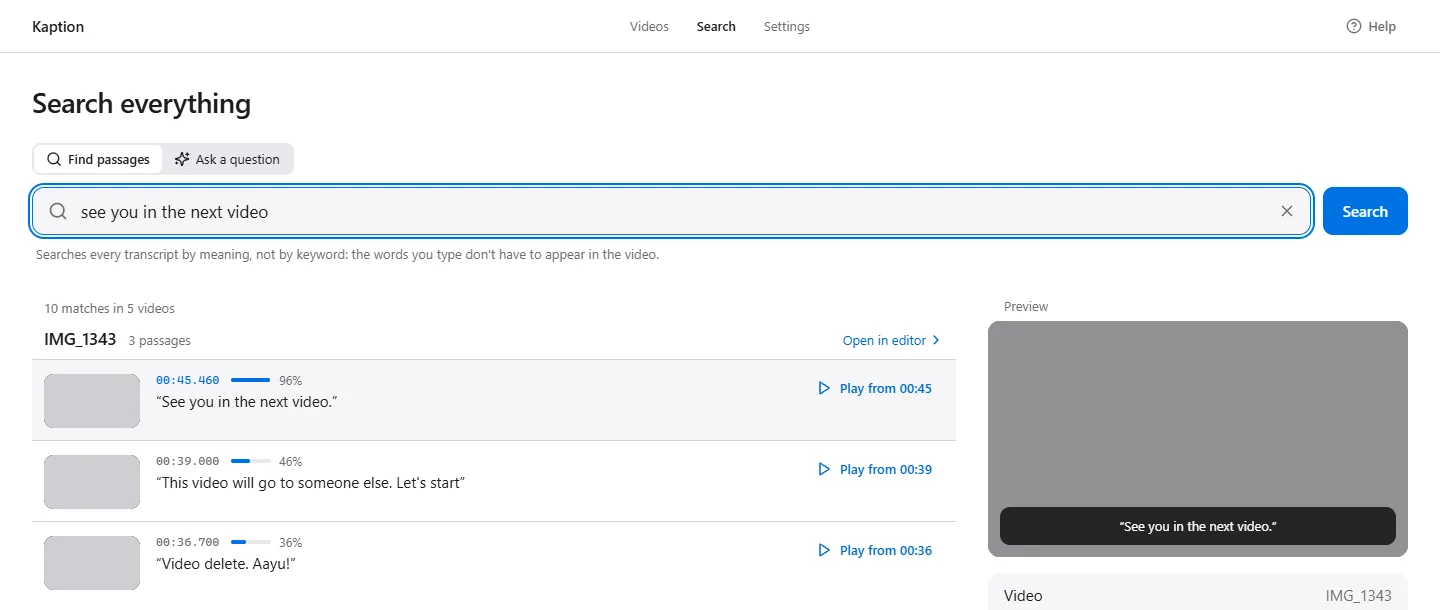 Kaption
Videos Search Settings
Help
Search everything
Find passages Ask a question
see you in the next video
Search
Searches every transcript by meaning, not by keyword: the words you type don't have to appear in the video.
10 matches in 5 videos
IMG_1343 3 passages
Open in editor
00:45.460 96%
“See you in the next video.”
Play from 00:45
00:39.000 46%
“This video will go to someone else. Let's start”
Play from 00:39
00:36.700 36%
“Video delete. Aayu!”
Play from 00:36
Preview
“See you in the next video.”
Video IMG_1343